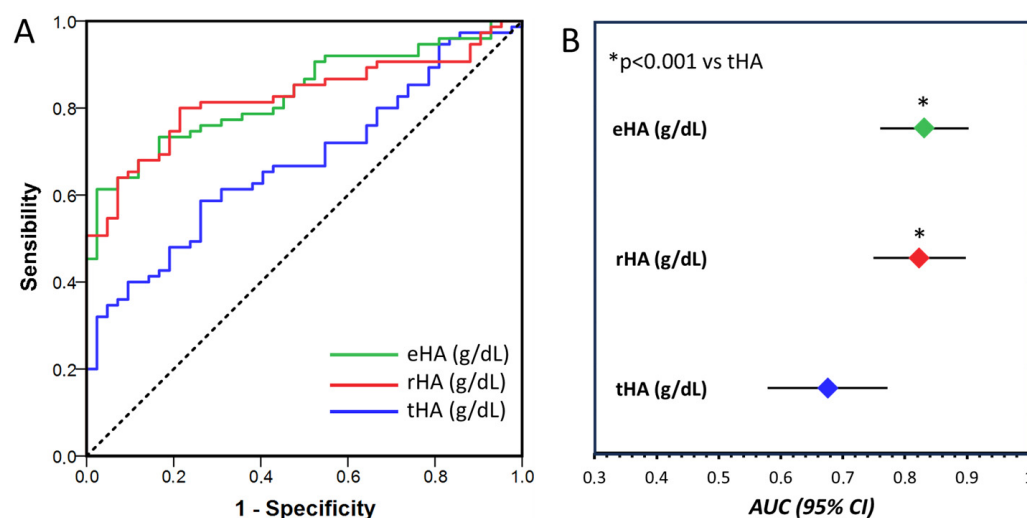 A
1.0
0.8
0.6
0.4
0.2
0.0
Sensibility
eHA (g/dL)
rHA (g/dL)
tHA (g/dL)
0.0 0.2 0.4 0.6 0.8 1.0
1 - Specificity
B
*p<0.001 vs tHA
*
eHA (g/dL)
*
rHA (g/dL)
tHA (g/dL)
0.3 0.4 0.5 0.6 0.7 0.8 0.9 1
AUC (95% CI)